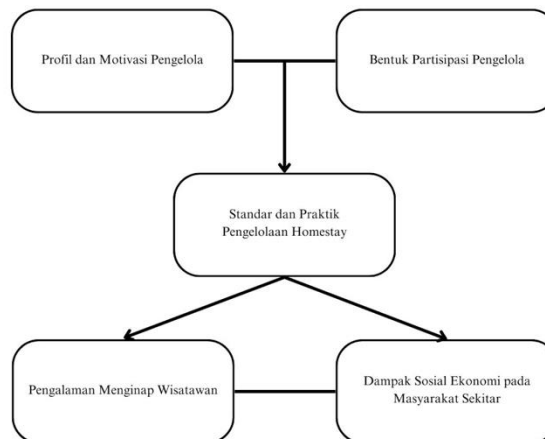 Profil dan Motivasi Pengelola
Bentuk Partisipasi Pengelola
Standar dan Praktik
Pengelolaan Homestay
Pengalaman Menginap Wisatawan
Dampak Sosial Ekonomi pada
Masyarakat Sekitar